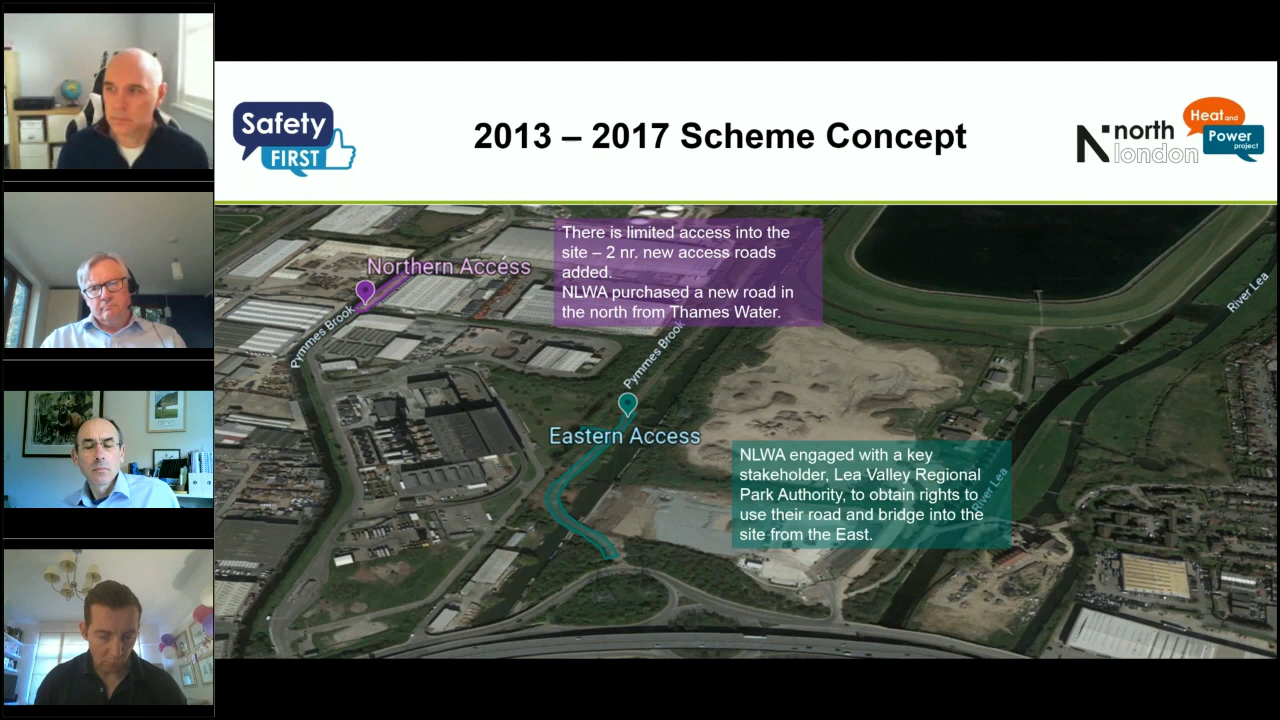 Safety
FIRST
2013 – 2017 Scheme Concept
north
london
Heat and
Power
project
There is limited access into the
site – 2 nr. new access roads
added.
NLWA purchased a new road in
the north from Thames Water.
Northern Access
Pymmes Brook
Pymmes Brook
River Lea
Eastern Access
NLWA engaged with a key
stakeholder, Lea Valley Regional
Park Authority, to obtain rights to
use their road and bridge into the
site from the East.
River Lea